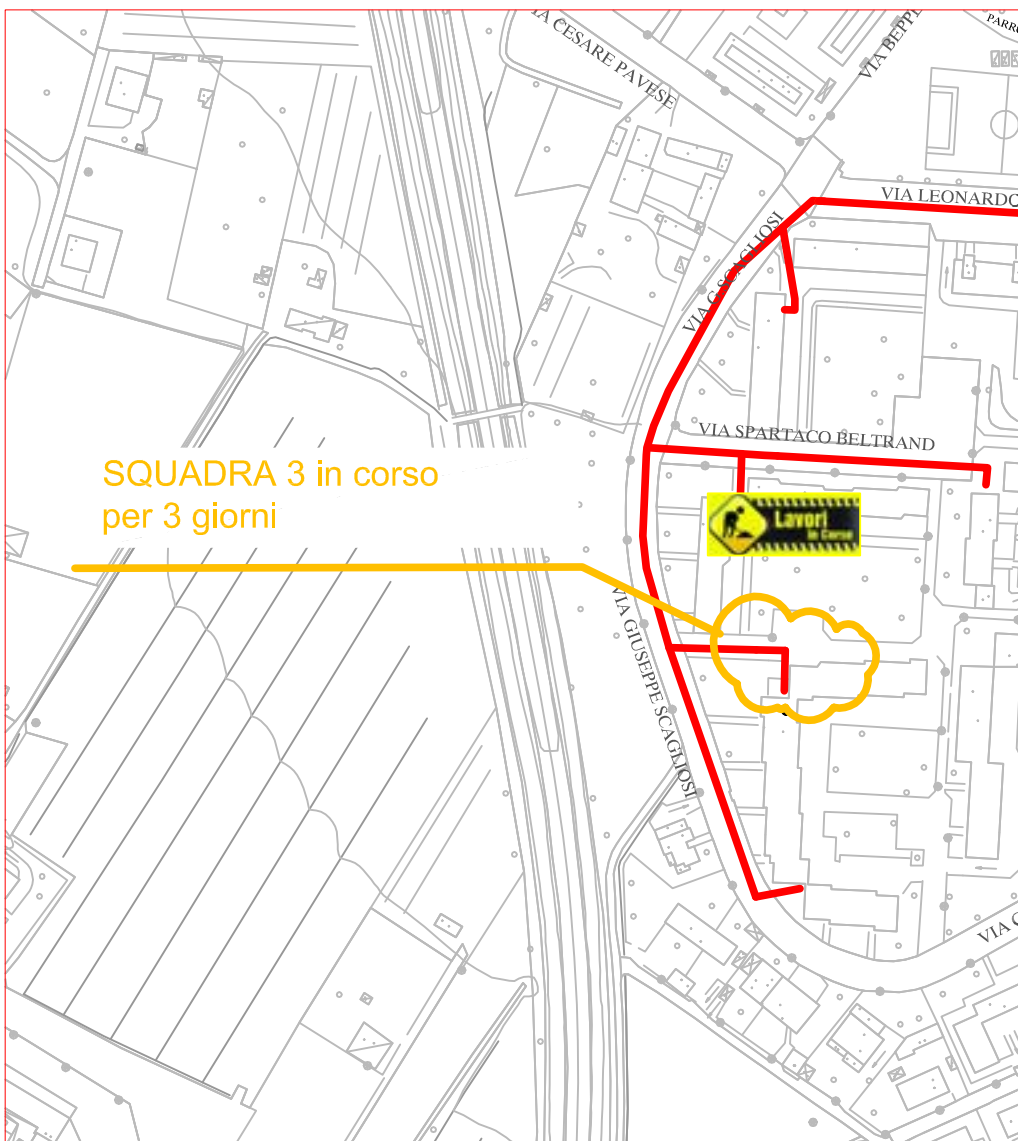 VIA CESARE PAVESE
VIA BEPPE
PARRO
VIA LEONARDO
VIA G SCAGLIOSI
VIA SPARTACO BELTRAND
SQUADRA 3 in corso
per 3 giorni
Lavori
in Corso
VIA GIUSEPPE SCAGLIOSI
VIA G